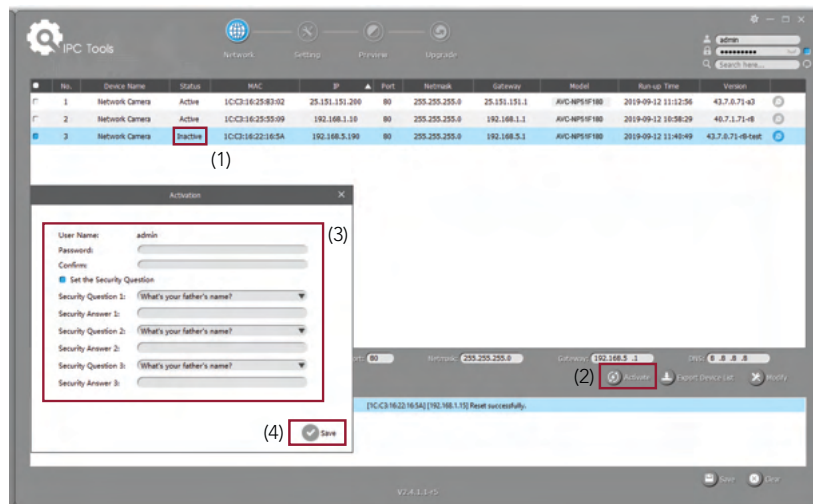 IPC Tools
Network
Setting
Preview
Upgrade
admin
Search here...
No. Device Name Status MAC IP Port Netmask Gateway Model Run-up Time Version
1 Network Camera Active 1C:C3:16:25:83:02 25.151.151.200 80 255.255.255.0 25.151.151.1 AVC-NP51F180 2019-09-12 11:12:56 43.7.0.71-a3
2 Network Camera Active 1C:C3:16:25:55:09 192.168.1.10 80 255.255.255.0 192.168.1.1 AVC-NP51F180 2019-09-12 10:58:29 40.7.1.71-r8
3 Network Camera Inactive 1C:C3:16:22:16:5A 192.168.5.190 80 255.255.255.0 192.168.5.1 AVC-NP51F180 2019-09-12 11:40:49 43.7.0.71-r8-test
(1)
Activation
(3)
User Name: admin
Password:
Confirm:
Set the Security Question
Security Question 1: What's your father's name?
Security Answer 1:
Security Question 2: What's your father's name?
Security Answer 2:
Security Question 3: What's your father's name?
Security Answer 3:
(4) Save
80 Netmask: 255.255.255.0 Gateway: 192.168.5 .1 DNS: 8 .8 .8 .8
(2) Activate Export Device List Modify
[1C:C3:16:22:16:5A] [192.168.1.15] Reset successfully.
Save Clear
V7.4.1.1-r5